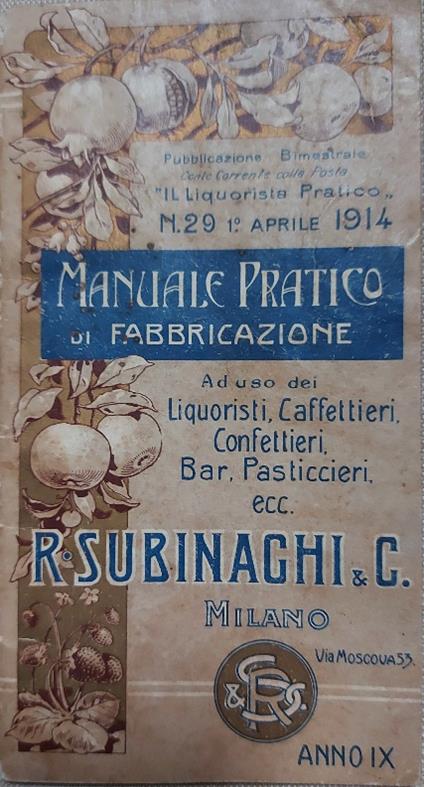 Pubblicazione Bimestrale
Conto Corrente colla Posta
"IL Liquorista Pratico„
N.29 1º APRILE 1914
MANUALE PRATICO
DI FABBRICAZIONE
Ad uso dei
Liquoristi, Caffettieri,
Confettieri,
Bar, Pasticcieri,
ecc.
R. SUBINAGHI & C.
MILANO
Via MOSCOVA 53.
ANNO IX